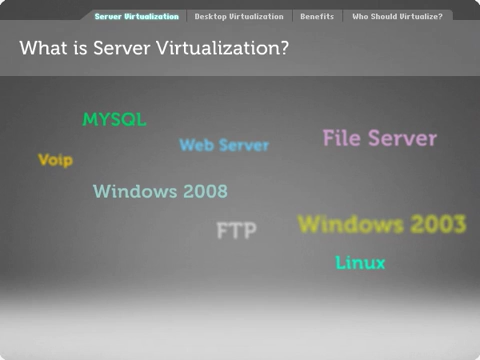 Server Virtualization Desktop Virtualization Benefits Who Should Virtualize?
What is Server Virtualization?
MYSQL
File Server
Web Server
Voip
Windows 2008
Windows 2003
FTP
Linux